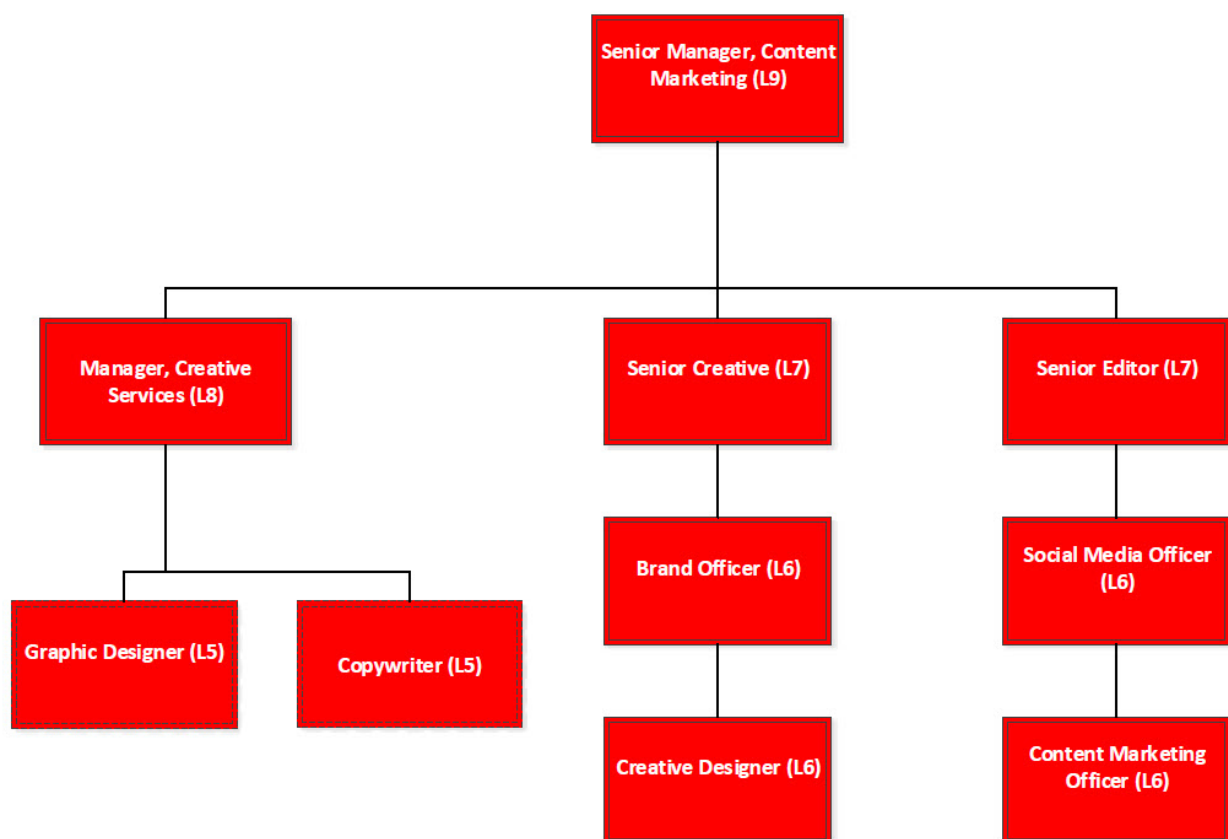 Senior Manager, Content
Marketing (L9)
Manager, Creative
Services (L8)
Senior Creative (L7)
Senior Editor (L7)
Brand Officer (L6)
Social Media Officer
(L6)
Graphic Designer (L5)
Copywriter (L5)
Creative Designer (L6)
Content Marketing
Officer (L6)